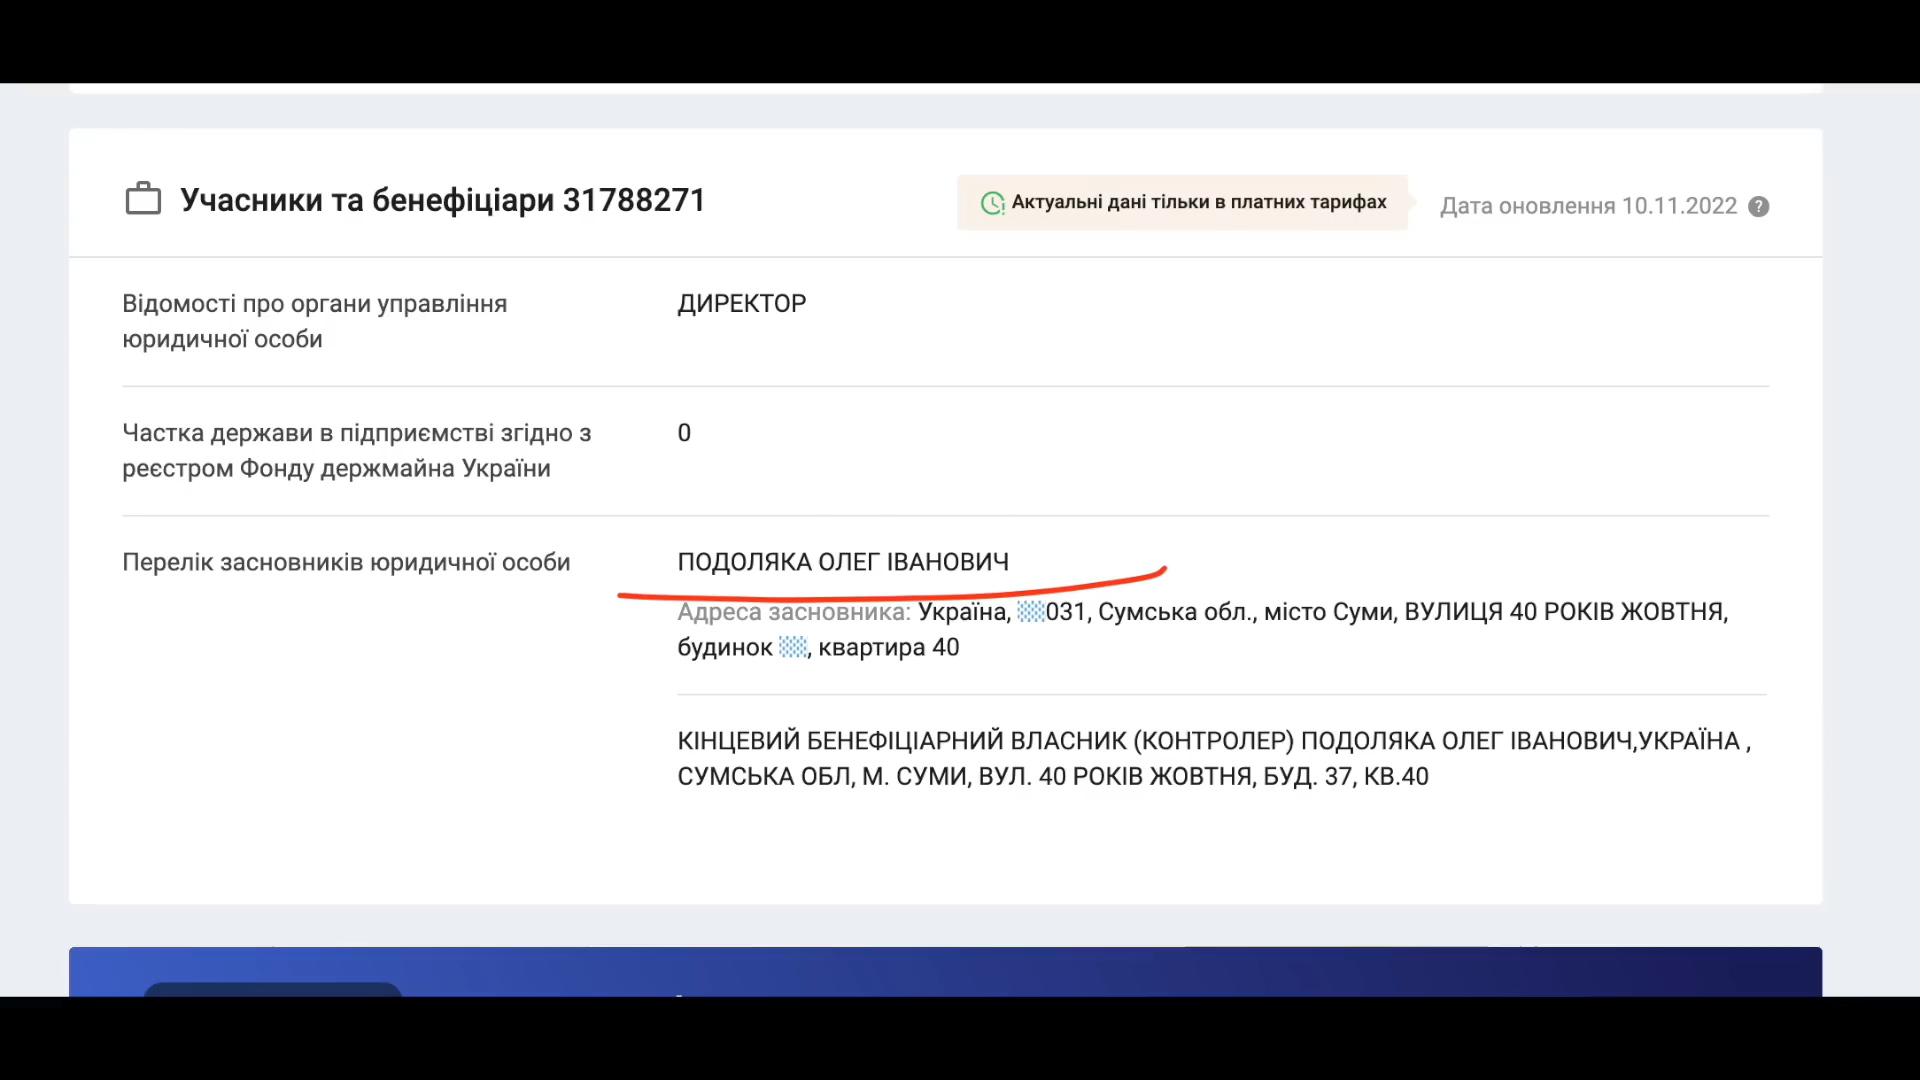 Учасники та бенефіціари 31788271
Актуальні дані тільки в платних тарифах
Дата оновлення 10.11.2022 ?
Відомості про органи управління
юридичної особи
ДИРЕКТОР
Частка держави в підприємстві згідно з
реєстром Фонду держмайна України
0
Перелік засновників юридичної особи
ПОДОЛЯКА ОЛЕГ ІВАНОВИЧ
Адреса засновника: Україна, 031, Сумська обл., місто Суми, ВУЛИЦЯ 40 РОКІВ ЖОВТНЯ,
будинок , квартира 40
КІНЦЕВИЙ БЕНЕФІЦІАРНИЙ ВЛАСНИК (КОНТРОЛЕР) ПОДОЛЯКА ОЛЕГ ІВАНОВИЧ,УКРАЇНА ,
СУМСЬКА ОБЛ, М. СУМИ, ВУЛ. 40 РОКІВ ЖОВТНЯ, БУД. 37, КВ.40